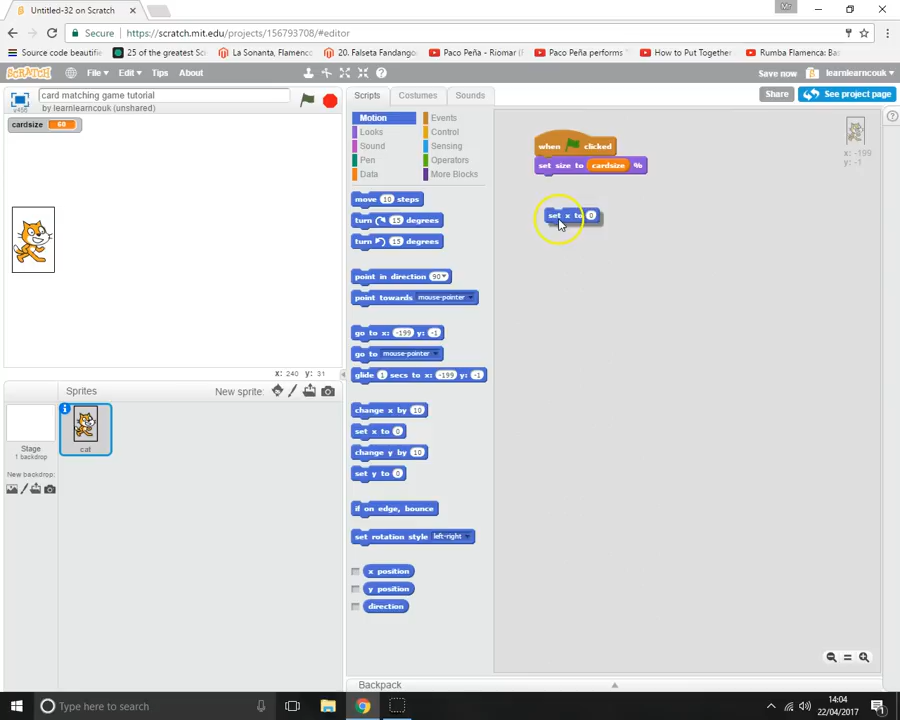 Untitled-32 on Scratch
Mr
Secure https://scratch.mit.edu/projects/156793708/#editor
Source code beautifie 25 of the greatest Sc La Sonanta, Flamenco 20. Falseta Fandango Paco Peña - Riomar (F Paco Peña performs " How to Put Together Rumba Flamenca: Bas
SCRATCH File Edit Tips About Save now learnlearncouk
card matching game tutorial
by learnlearncouk (unshared)
v456
Scripts Costumes Sounds
Share See project page
cardsize 60
Motion Events
Looks Control
Sound Sensing
Pen Operators
Data More Blocks
move 10 steps
turn 15 degrees
turn 15 degrees
point in direction 90
point towards mouse-pointer
go to x: -199 y: -1
go to mouse-pointer
glide 1 secs to x: -199 y: -1
change x by 10
set x to 0
change y by 10
set y to 0
if on edge, bounce
set rotation style left-right
x position
y position
direction
when clicked
set size to cardsize %
set x to 0
x: -199
y: -1
x: 240 y: 31
Sprites New sprite:
Stage
1 backdrop
New backdrop:
cat
Backpack
Type here to search
14:04
22/04/2017
1